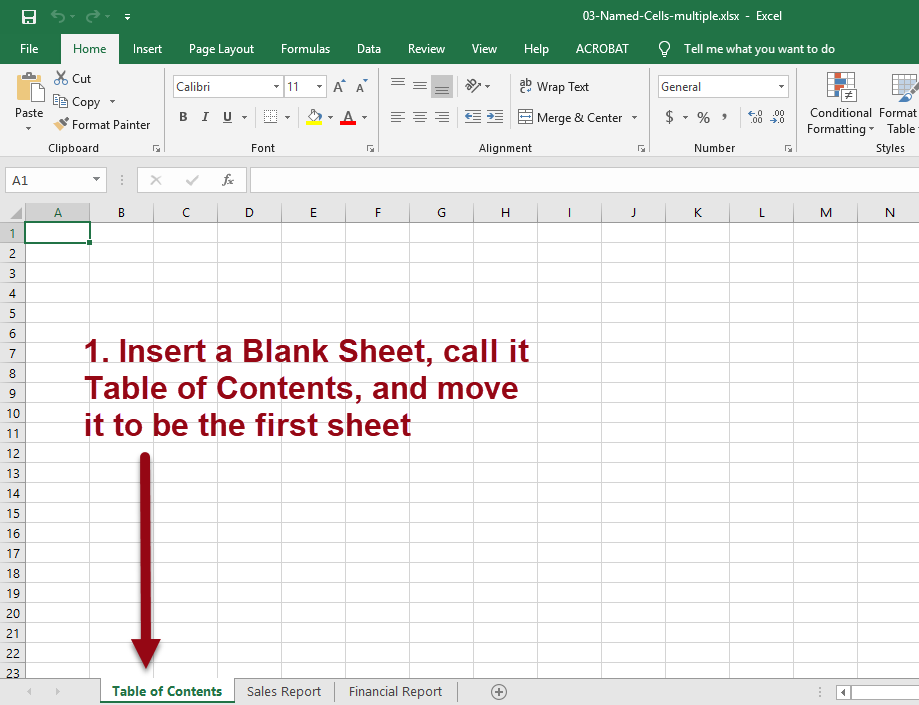 03-Named-Cells-multiple.xlsx - Excel
File Home Insert Page Layout Formulas Data Review View Help ACROBAT Tell me what you want to do
Paste
Cut
Copy
Format Painter
Clipboard
Calibri 11
A A
B I U A
Font
ab Wrap Text
Merge & Center
Alignment
General
$ % ,
.00 .00
Number
Conditional Formatting
Format Table
Styles
A1 fx
A B C D E F G H I J K L M N
1
2
3
4
5
6
7
8
9
10
11
12
13
14
15
16
17
18
19
20
21
22
23
1. Insert a Blank Sheet, call it
Table of Contents, and move
it to be the first sheet
Table of Contents Sales Report Financial Report